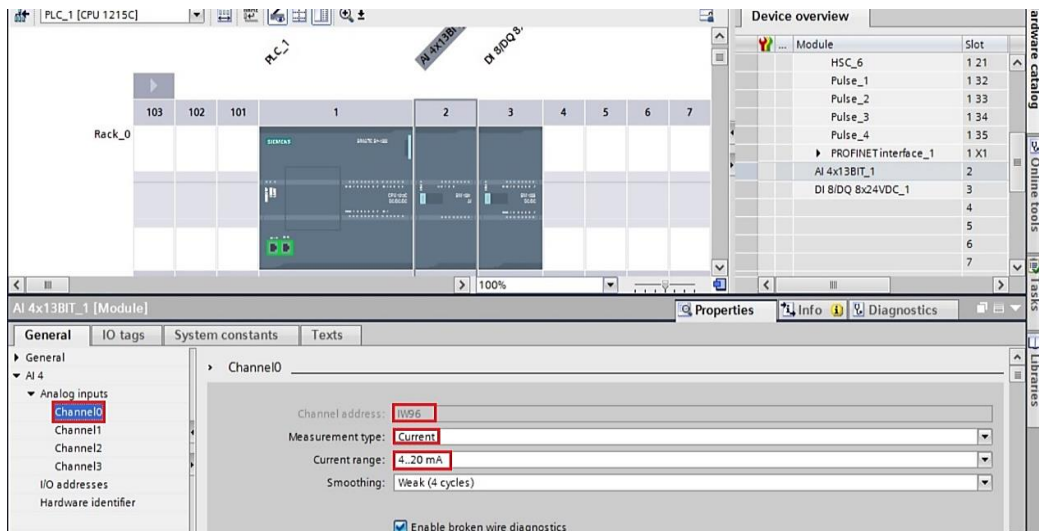 PLC_1 [CPU 1215C]
Device overview
PLC_1
AI 4x13BI
DI 8/DQ 8
... Module Slot
HSC_6 1 21
Pulse_1 1 32
Pulse_2 1 33
Pulse_3 1 34
Pulse_4 1 35
PROFINET interface_1 1 X1
AI 4x13BIT_1 2
DI 8/DQ 8x24VDC_1 3
4
5
6
7
103 102 101 1 2 3 4 5 6 7
Rack_0
SIEMENS
100%
ardware catalog
Online tools
Tasks
Libraries
AI 4x13BIT_1 [Module]
Properties Info Diagnostics
General IO tags System constants Texts
General
AI 4
Analog inputs
Channel0
Channel1
Channel2
Channel3
I/O addresses
Hardware identifier
Channel0
Channel address: IW96
Measurement type: Current
Current range: 4..20 mA
Smoothing: Weak (4 cycles)
Enable broken wire diagnostics